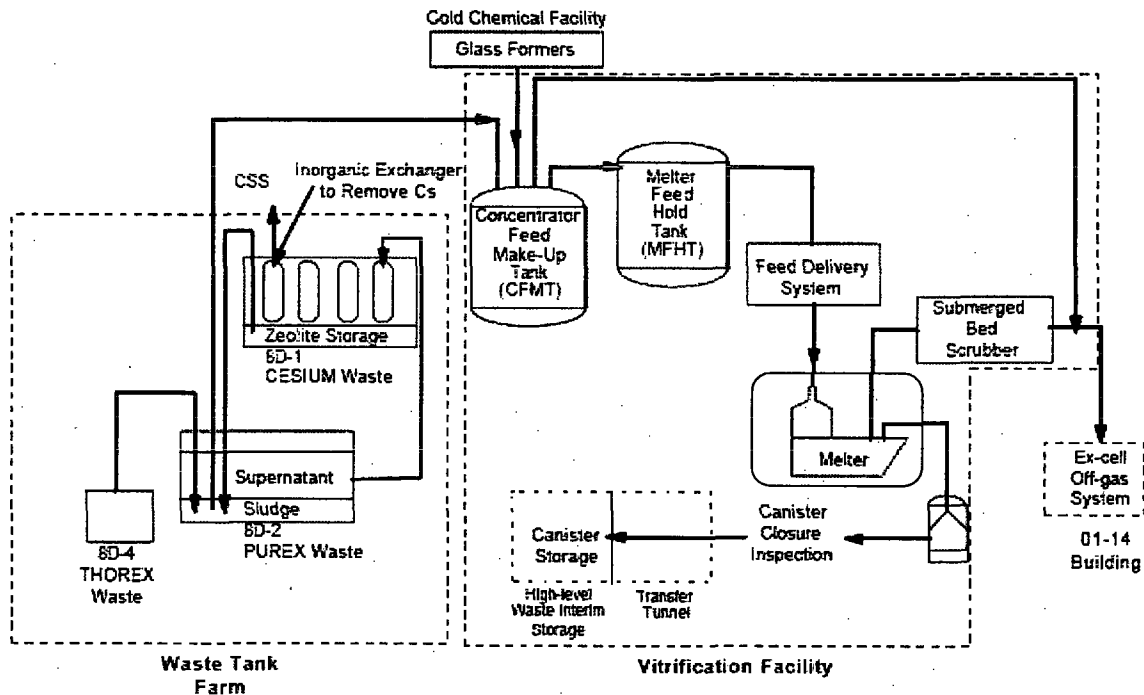 Cold Chemical Facility
Glass Formers
CSS
Inorganic Exchanger
to Remove Cs
Zeolite Storage
8D-1
CESIUM Waste
Supernatant
Sludge
8D-2
PUREX Waste
8D-4
THOREX
Waste
Waste Tank
Farm
Concentrator
Feed
Make-Up
Tank
(CFMT)
Melter
Feed
Hold
Tank
(MFHT)
Feed Delivery
System
Submerged
Bed
Scrubber
Melter
Ex-cell
Off-gas
System
01-14
Building
Canister
Closure
Inspection
Canister
Storage
High-level
Waste Interim
Storage
Transfer
Tunnel
Vitrification Facility